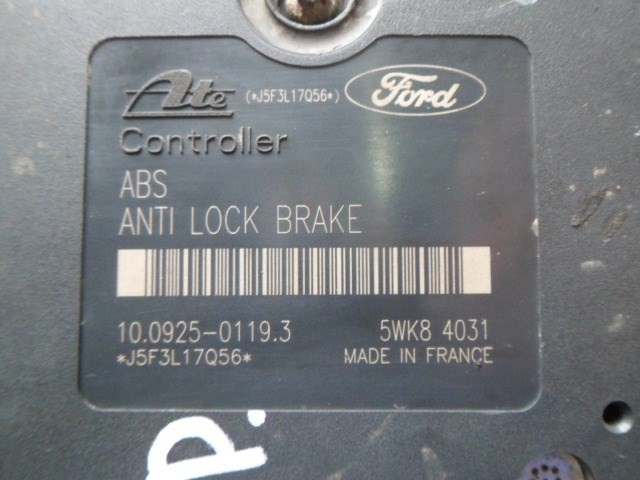 Ate (*J5F3L17Q56*) Ford
Controller
ABS
ANTI LOCK BRAKE
10.0925-0119.3 5WK8 4031
*J5F3L17Q56* MADE IN FRANCE
P.